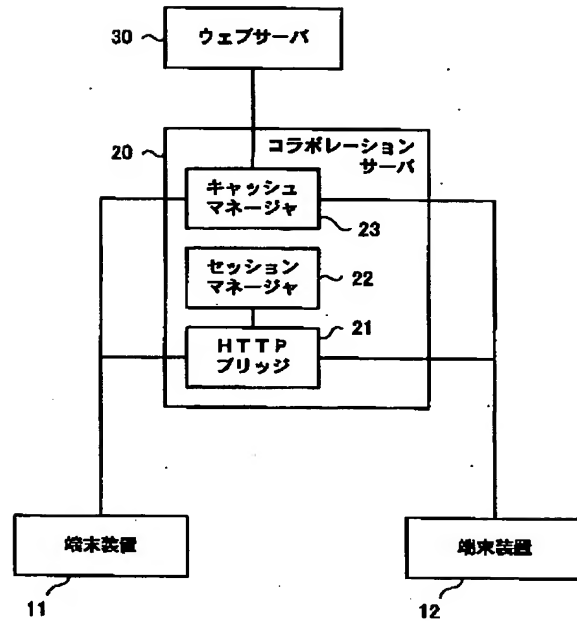 30
ウェブサーバ
20
コラボレーション
サーバ
キャッシュ
マネージャ
23
セッション
マネージャ
22
21
HTTP
ブリッジ
端末装置
11
端末装置
12